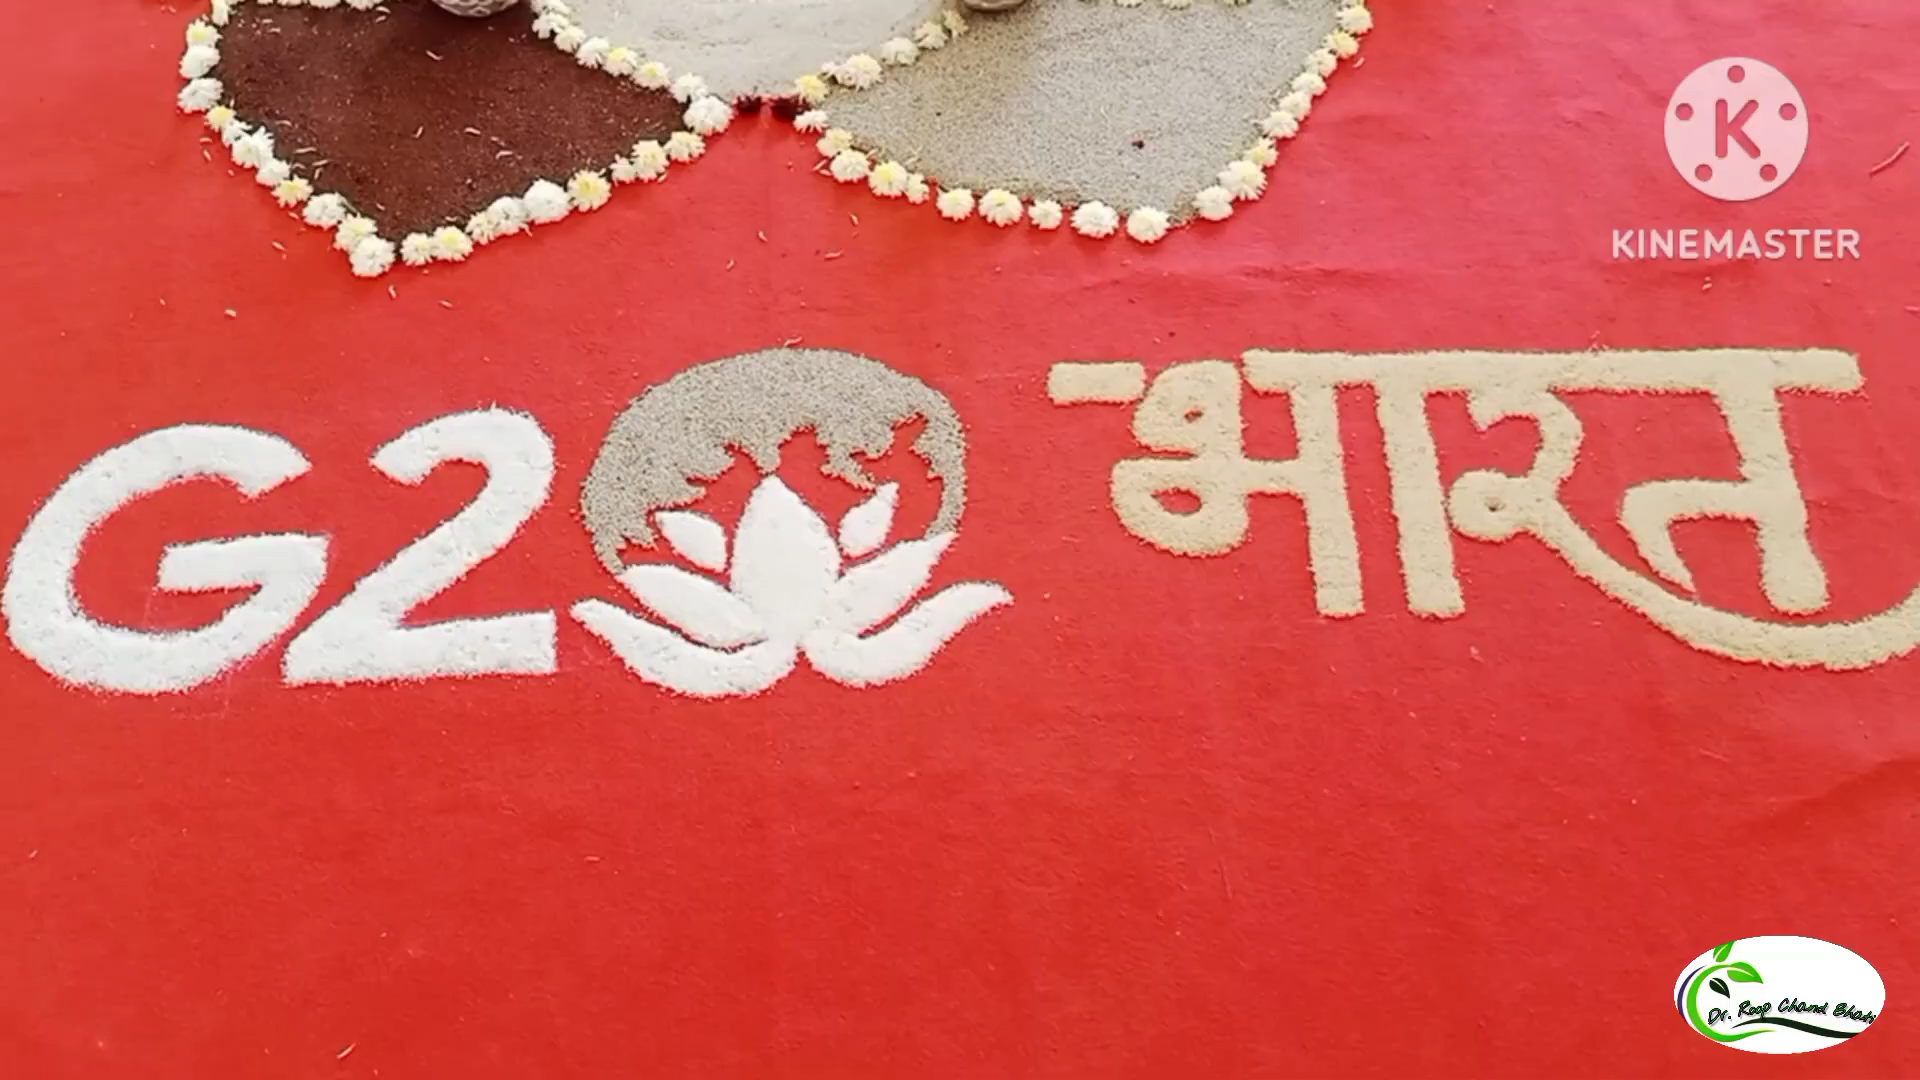 KINEMASTER
G20 भारत
Dr. Roop Chand Bhati